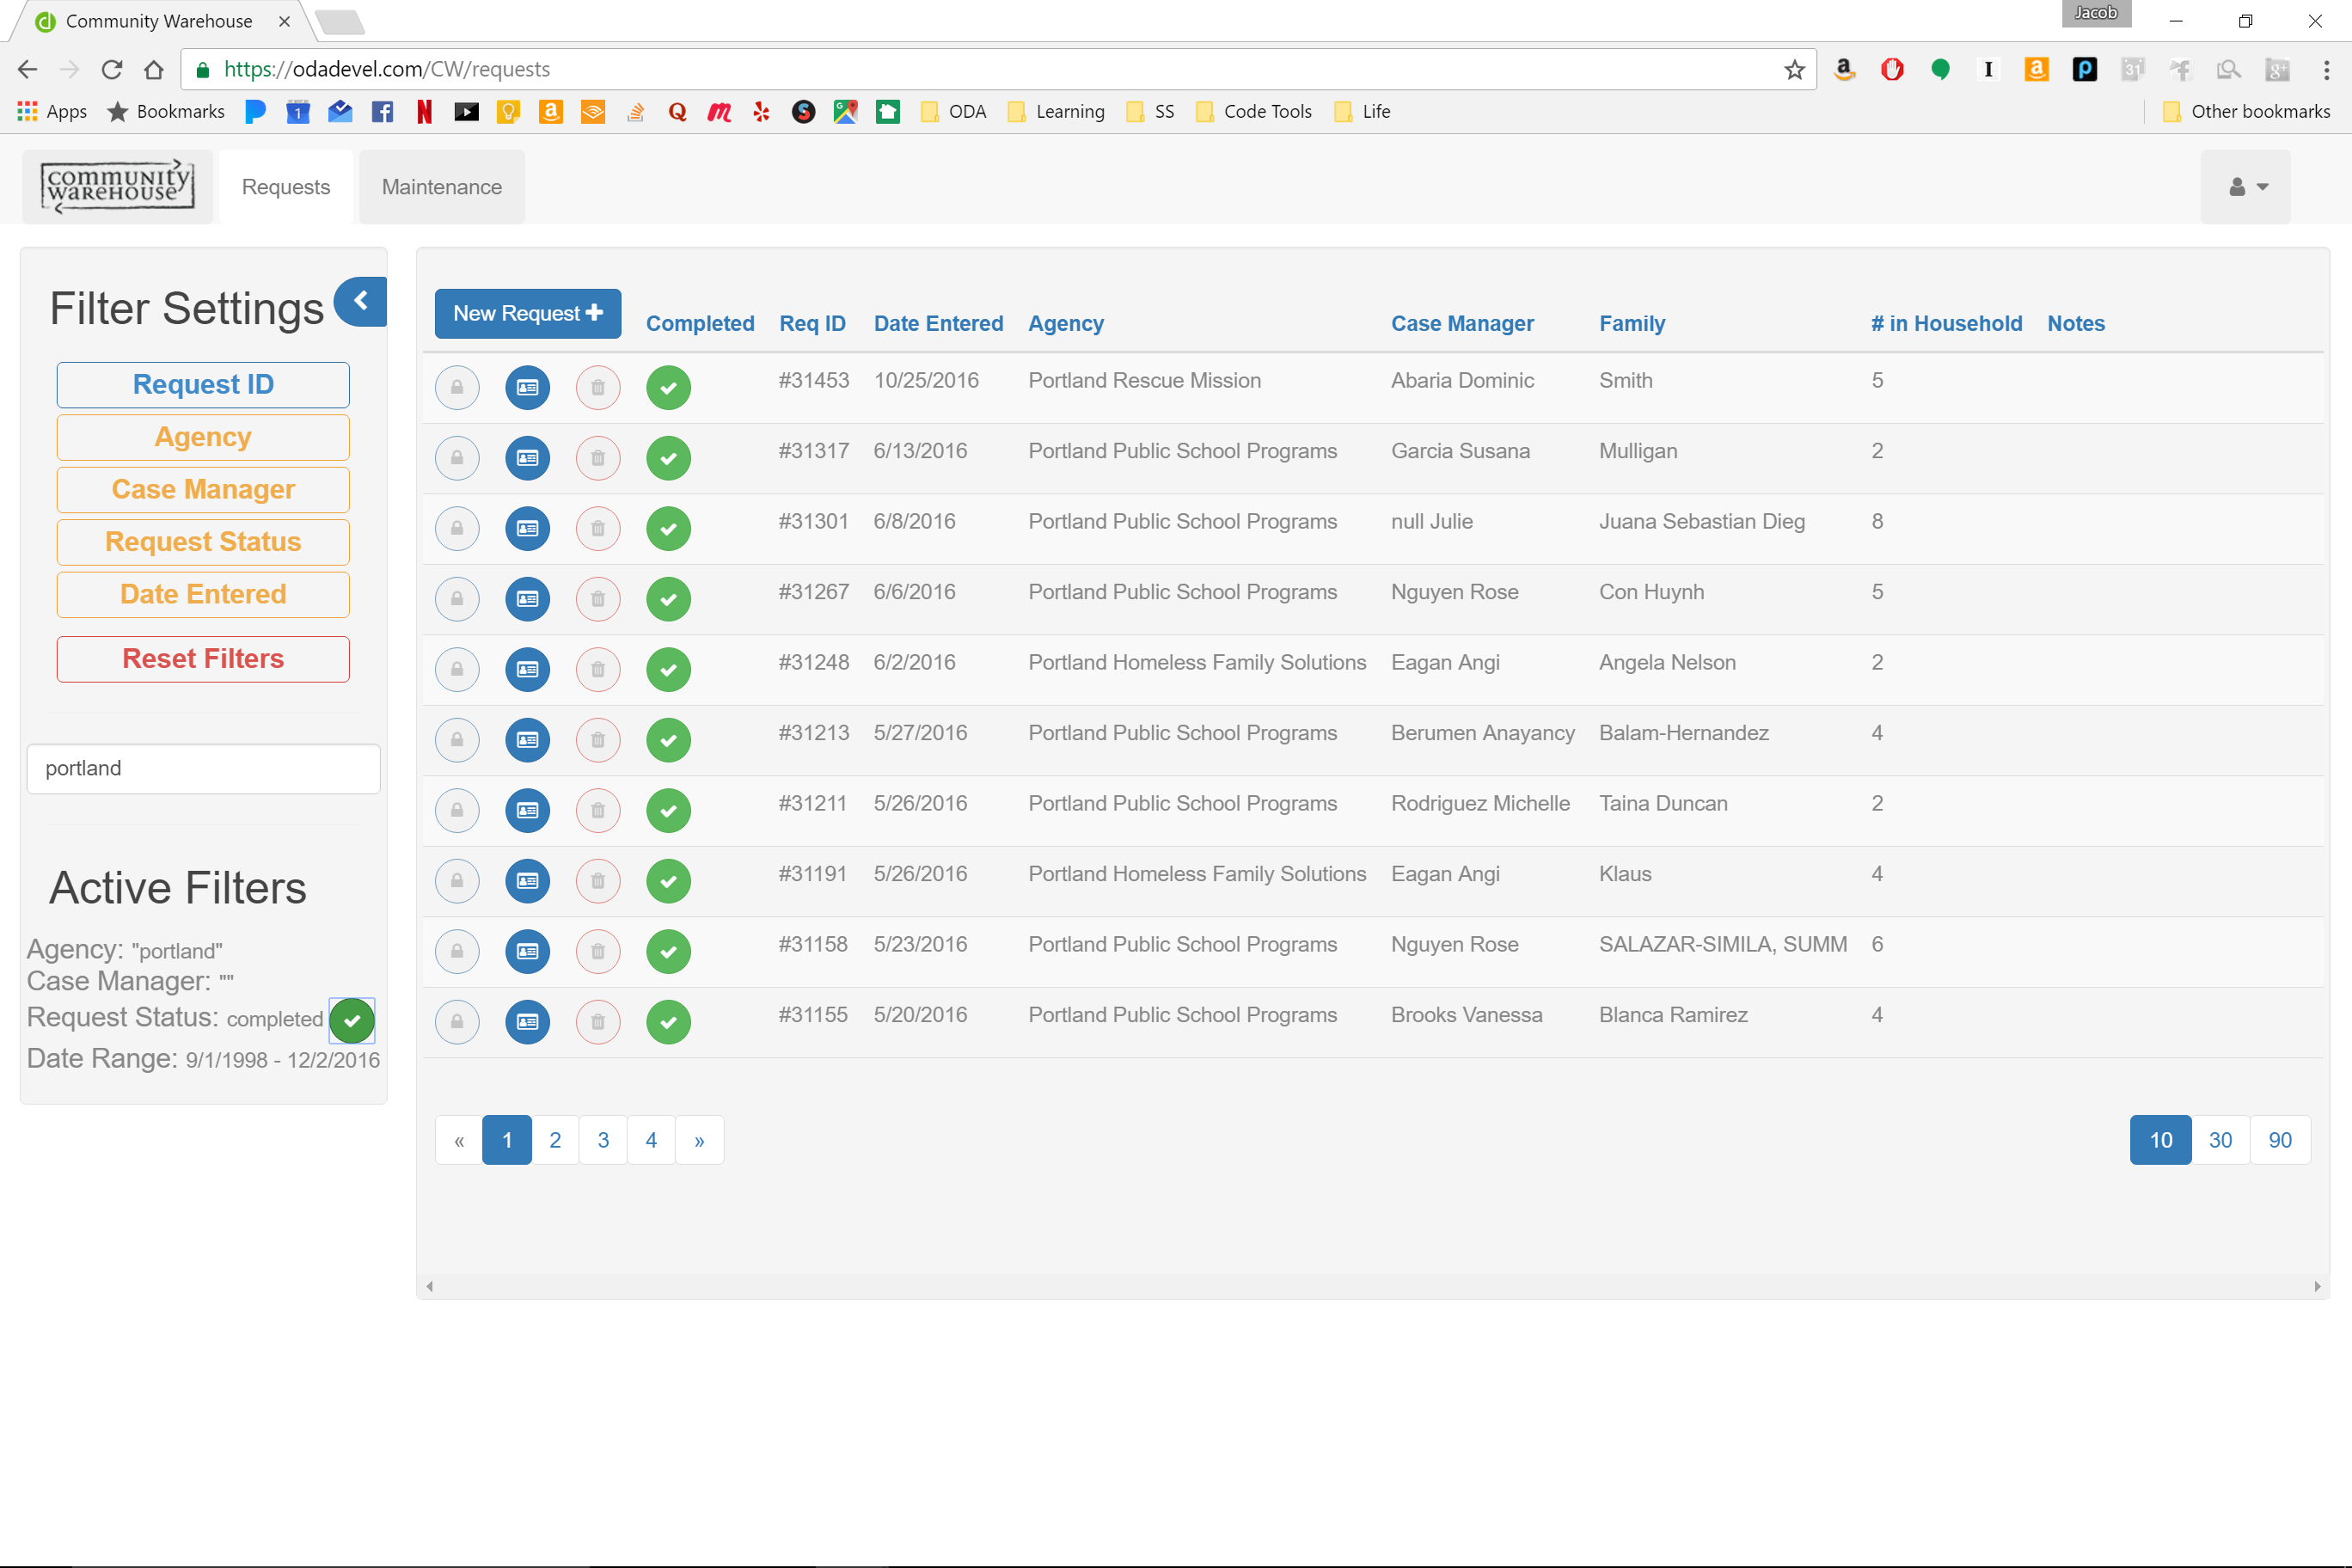 Community Warehouse
Jacob
https://odadevel.com/CW/requests
Apps Bookmarks ODA Learning SS Code Tools Life Other bookmarks
community
WAREHOUSE
Requests
Maintenance
Filter Settings
Request ID
Agency
Case Manager
Request Status
Date Entered
Reset Filters
portland
Active Filters
Agency: "portland"
Case Manager: ""
Request Status: completed
Date Range: 9/1/1998 - 12/2/2016
New Request Completed Req ID Date Entered Agency Case Manager Family # in Household Notes
#31453 10/25/2016 Portland Rescue Mission Abaria Dominic Smith 5
#31317 6/13/2016 Portland Public School Programs Garcia Susana Mulligan 2
#31301 6/8/2016 Portland Public School Programs null Julie Juana Sebastian Dieg 8
#31267 6/6/2016 Portland Public School Programs Nguyen Rose Con Huynh 5
#31248 6/2/2016 Portland Homeless Family Solutions Eagan Angi Angela Nelson 2
#31213 5/27/2016 Portland Public School Programs Berumen Anayancy Balam-Hernandez 4
#31211 5/26/2016 Portland Public School Programs Rodriguez Michelle Taina Duncan 2
#31191 5/26/2016 Portland Homeless Family Solutions Eagan Angi Klaus 4
#31158 5/23/2016 Portland Public School Programs Nguyen Rose SALAZAR-SIMILA, SUMM 6
#31155 5/20/2016 Portland Public School Programs Brooks Vanessa Blanca Ramirez 4
« 1 2 3 4 »
10 30 90